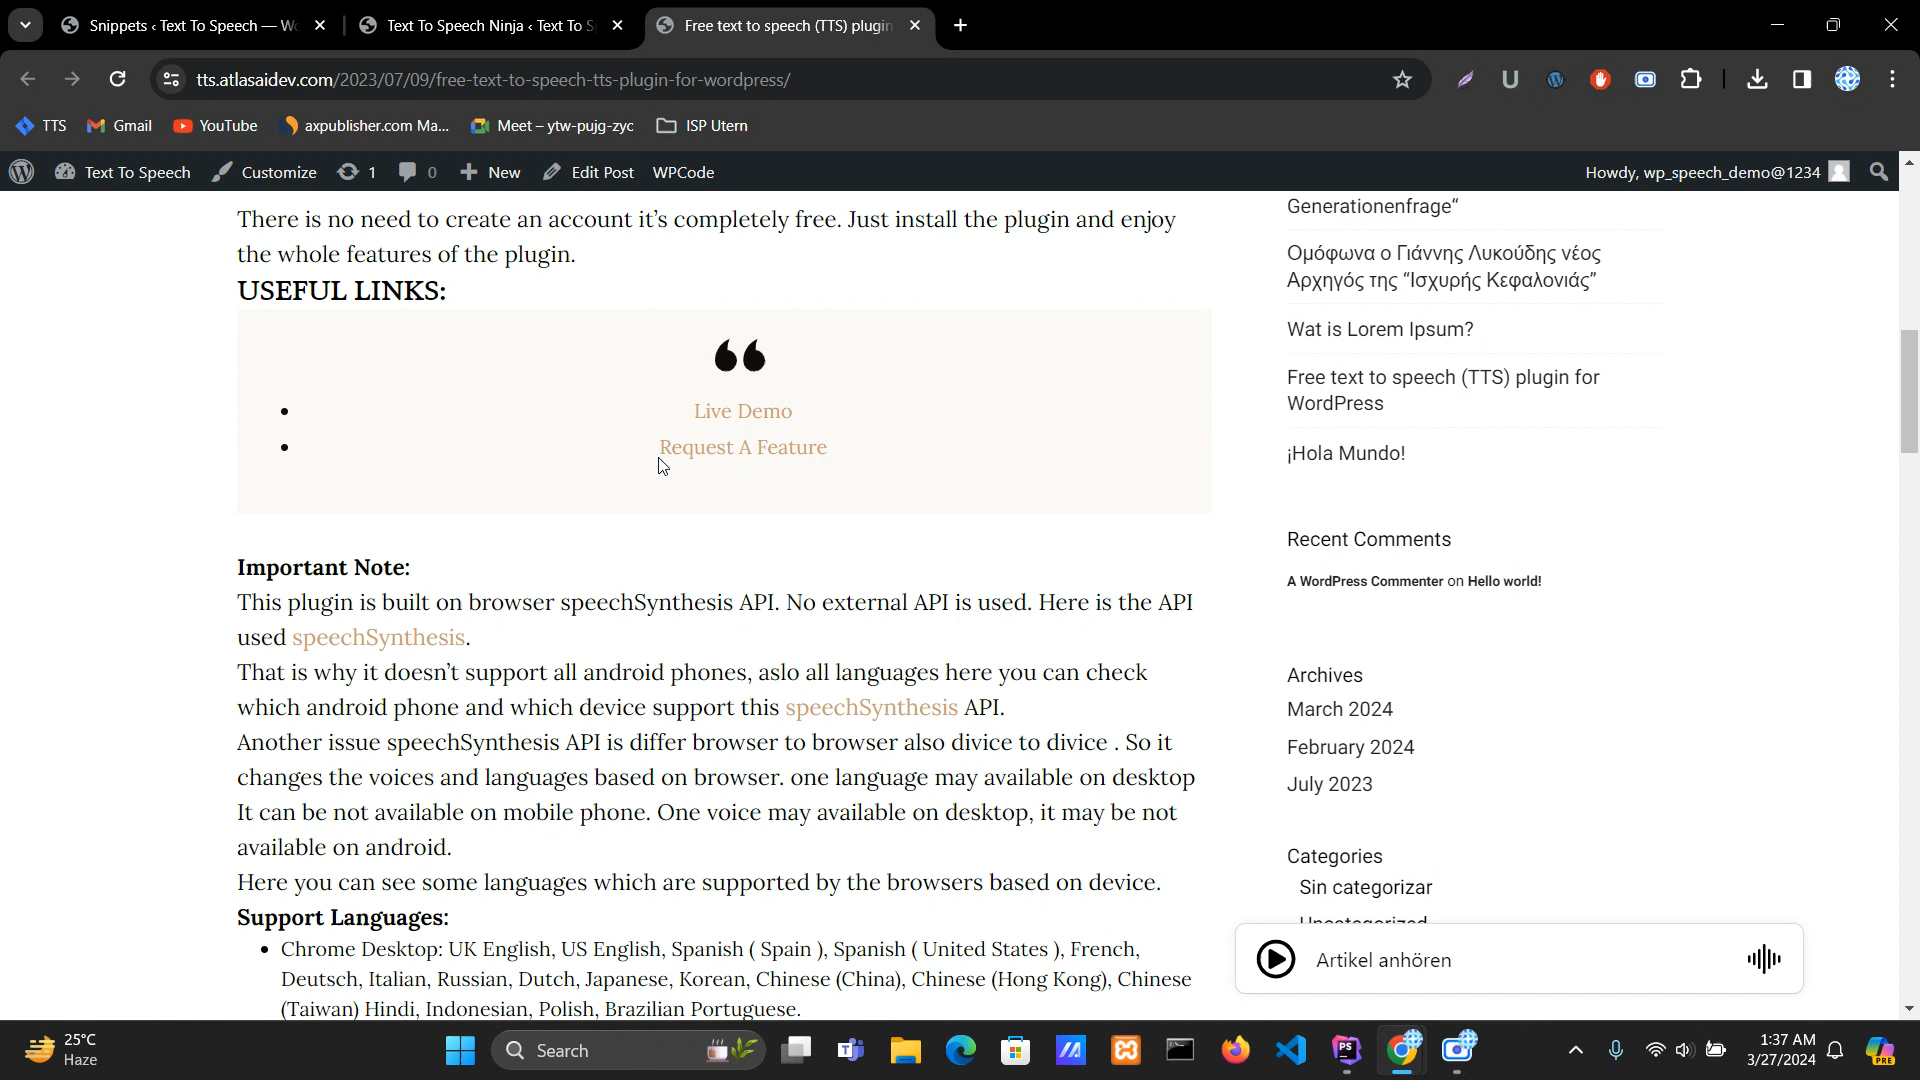 Snippets ‹ Text To Speech — Wo
Text To Speech Ninja ‹ Text To S
Free text to speech (TTS) plugin
tts.atlasaidev.com/2023/07/09/free-text-to-speech-tts-plugin-for-wordpress/
TTS
Gmail
YouTube
axpublisher.com Ma...
Meet – ytw-pujg-zyc
ISP Utern
Text To Speech
Customize
1
0
New
Edit Post
WPCode
Howdy, wp_speech_demo@1234
There is no need to create an account it’s completely free. Just install the plugin and enjoy
the whole features of the plugin.
USEFUL LINKS:
Live Demo
Request A Feature
Important Note:
This plugin is built on browser speechSynthesis API. No external API is used. Here is the API
used speechSynthesis.
That is why it doesn’t support all android phones, aslo all languages here you can check
which android phone and which device support this speechSynthesis API.
Another issue speechSynthesis API is differ browser to browser also divice to divice . So it
changes the voices and languages based on browser. one language may available on desktop
It can be not available on mobile phone. One voice may available on desktop, it may be not
available on android.
Here you can see some languages which are supported by the browsers based on device.
Support Languages:
Chrome Desktop: UK English, US English, Spanish ( Spain ), Spanish ( United States ), French,
Deutsch, Italian, Russian, Dutch, Japanese, Korean, Chinese (China), Chinese (Hong Kong), Chinese
(Taiwan) Hindi, Indonesian, Polish, Brazilian Portuguese.
Generationenfrage“
Ομόφωνα ο Γιάννης Λυκούδης νέος
Αρχηγός της “Ισχυρής Κεφαλονιάς”
Wat is Lorem Ipsum?
Free text to speech (TTS) plugin for
WordPress
¡Hola Mundo!
Recent Comments
A WordPress Commenter on Hello world!
Archives
March 2024
February 2024
July 2023
Categories
Sin categorizar
Uncategorized
Artikel anhören
25°C
Haze
Search
PS
PRE
1:37 AM
3/27/2024